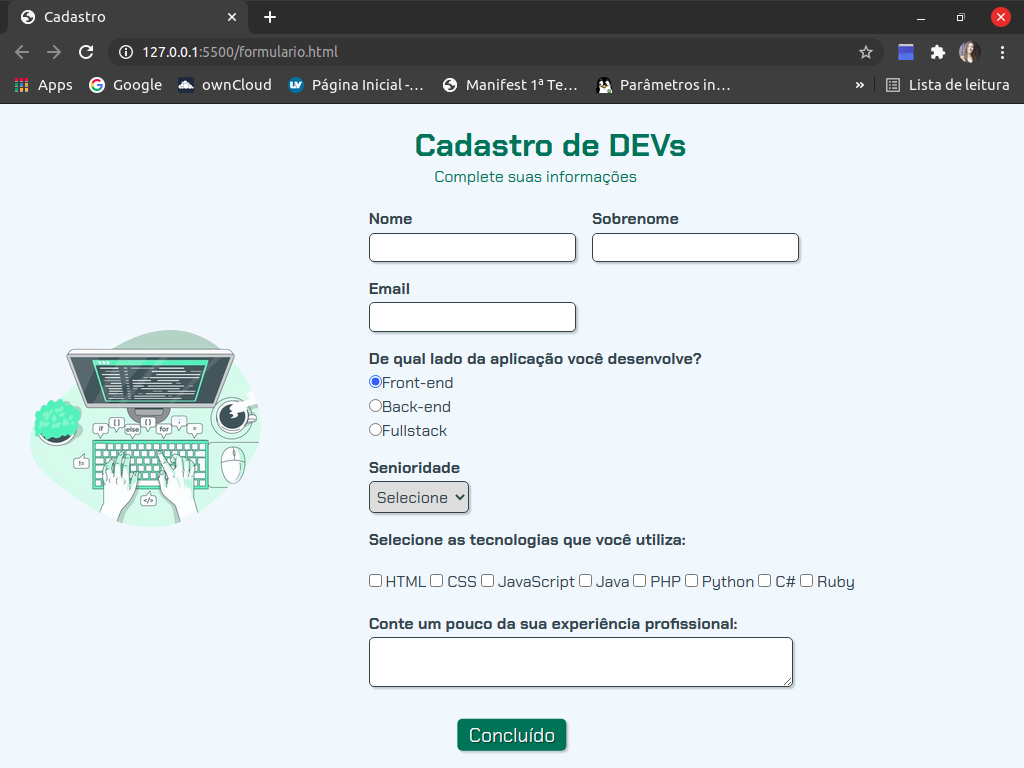 Cadastro
127.0.0.1:5500/formulario.html
Apps Google ownCloud Página Inicial -... Manifest 1ª Te... Parâmetros in... » Lista de leitura
Cadastro de DEVs
Complete suas informações
Nome Sobrenome
Email
De qual lado da aplicação você desenvolve?
Front-end
Back-end
Fullstack
if [ ] else { } for ; =
!=
</>
Senioridade
Selecione
Selecione as tecnologias que você utiliza:
HTML CSS JavaScript Java PHP Python C# Ruby
Conte um pouco da sua experiência profissional:
Concluído